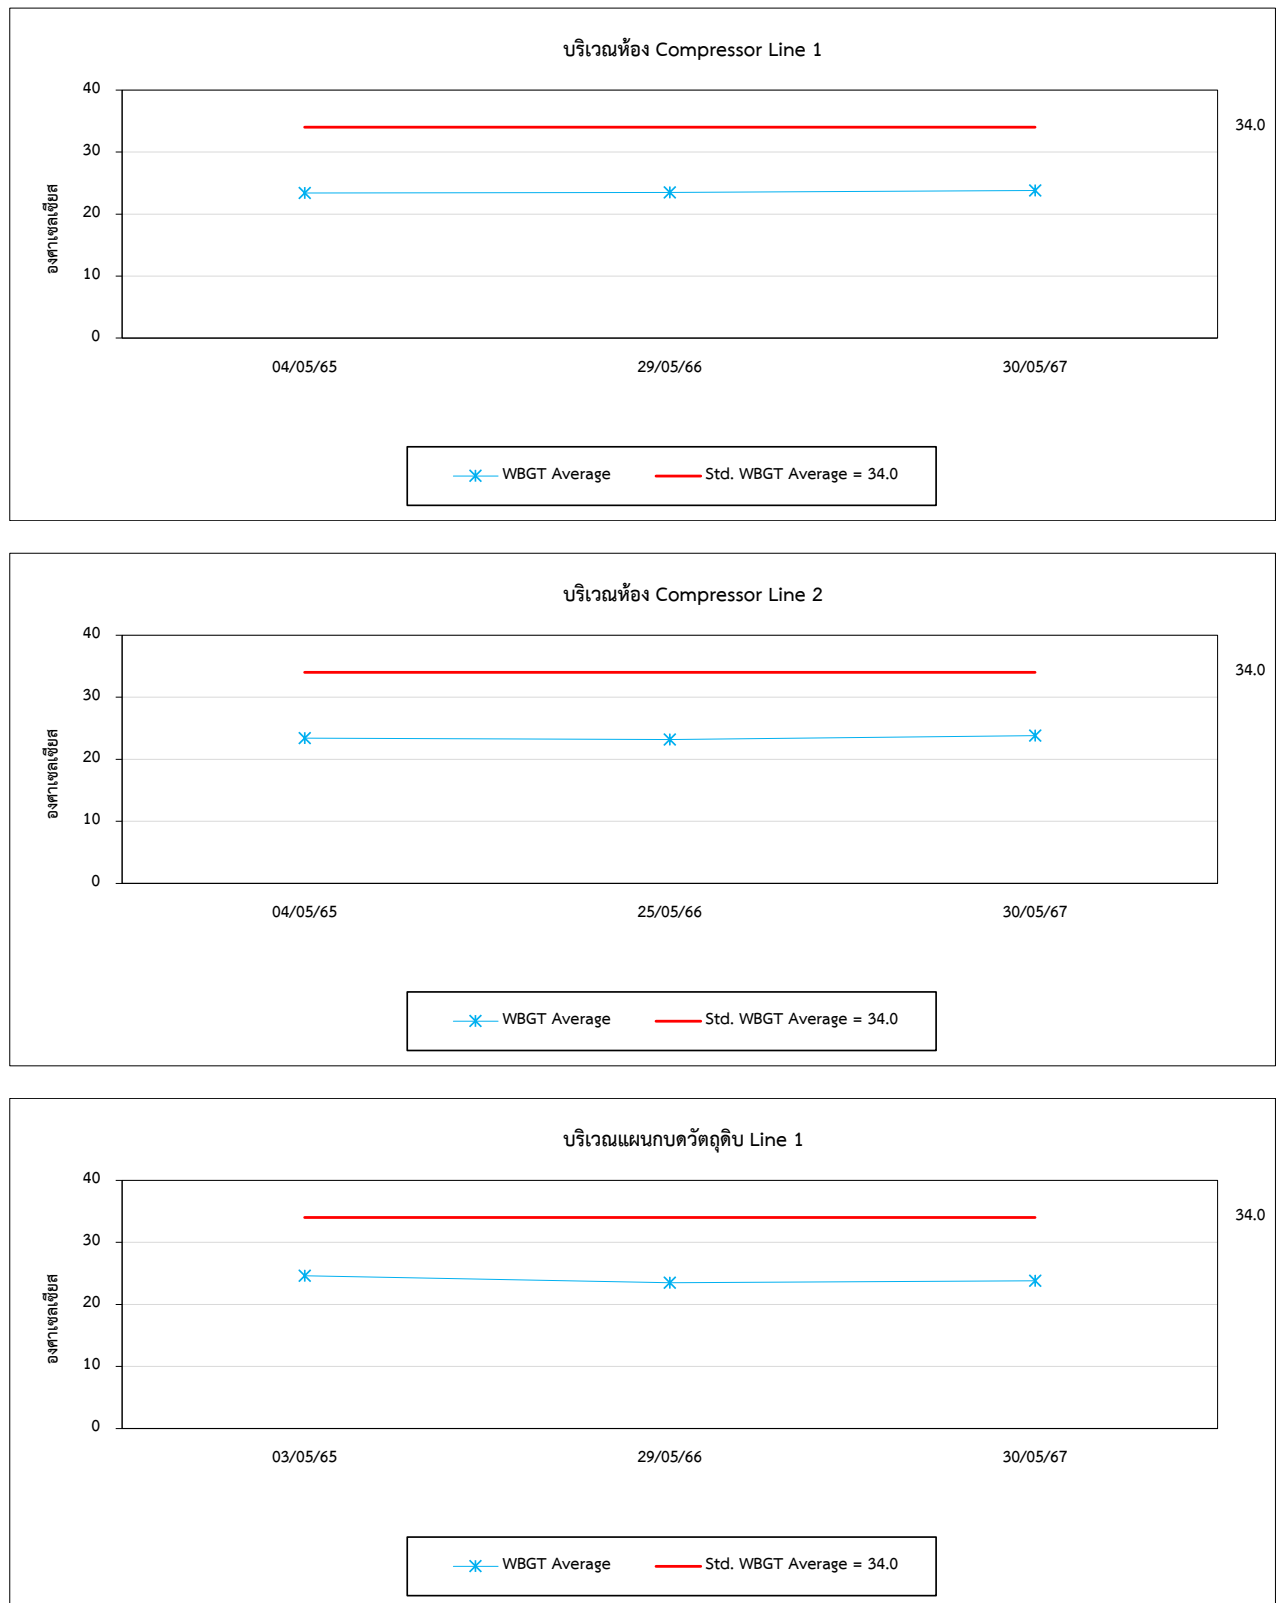 บริเวณห้อง Compressor Line 1
40
30
20
10
0
องศาเซลเซียส
34.0
04/05/65 29/05/66 30/05/67
WBGT Average Std. WBGT Average = 34.0
บริเวณห้อง Compressor Line 2
40
30
20
10
0
องศาเซลเซียส
34.0
04/05/65 25/05/66 30/05/67
WBGT Average Std. WBGT Average = 34.0
บริเวณแผนกบดวัตถุดิบ Line 1
40
30
20
10
0
องศาเซลเซียส
34.0
03/05/65 29/05/66 30/05/67
WBGT Average Std. WBGT Average = 34.0